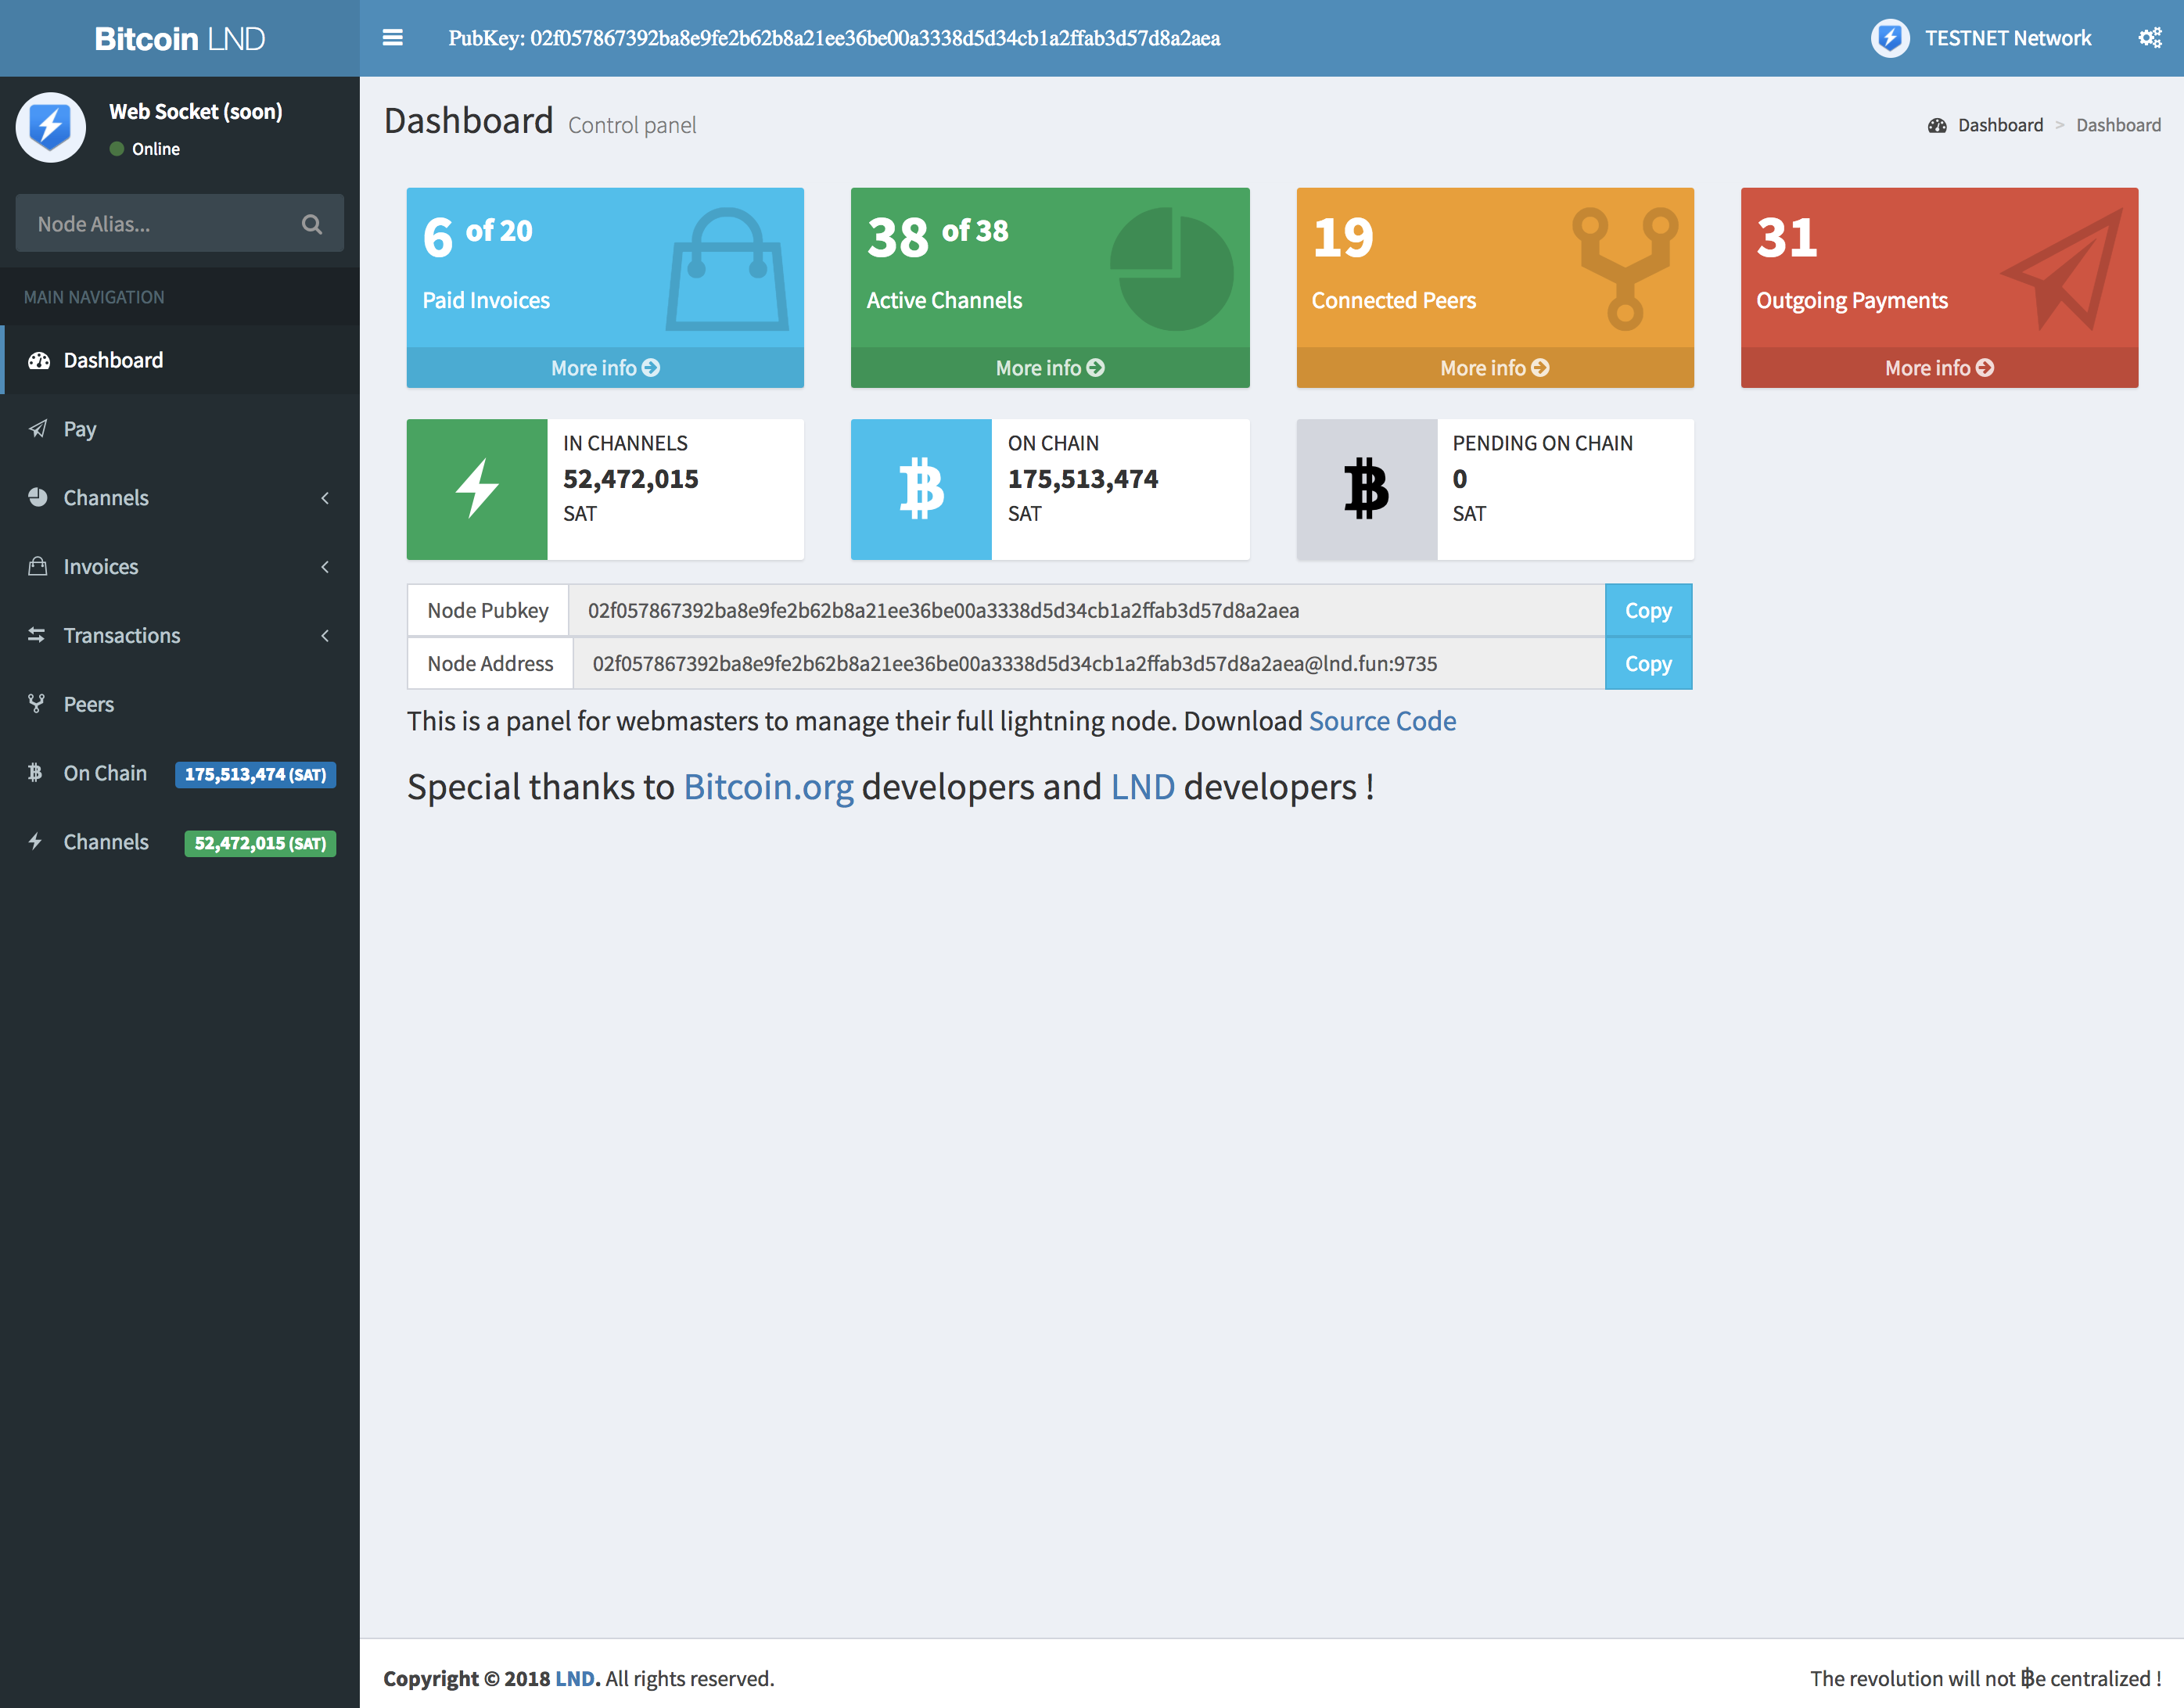 Bitcoin LND
PubKey: 02f057867392ba8e9fe2b62b8a21ee36be00a3338d5d34cb1a2ffab3d57d8a2aea
TESTNET Network
Web Socket (soon)
Online
Node Alias...
MAIN NAVIGATION
Dashboard
Pay
Channels
Invoices
Transactions
Peers
On Chain 175,513,474 (SAT)
Channels 52,472,015 (SAT)
Dashboard Control panel
Dashboard > Dashboard
6 of 20
Paid Invoices
More info
38 of 38
Active Channels
More info
19
Connected Peers
More info
31
Outgoing Payments
More info
IN CHANNELS
52,472,015
SAT
ON CHAIN
175,513,474
SAT
PENDING ON CHAIN
0
SAT
Node Pubkey 02f057867392ba8e9fe2b62b8a21ee36be00a3338d5d34cb1a2ffab3d57d8a2aea Copy
Node Address 02f057867392ba8e9fe2b62b8a21ee36be00a3338d5d34cb1a2ffab3d57d8a2aea@lnd.fun:9735 Copy
This is a panel for webmasters to manage their full lightning node. Download Source Code
Special thanks to Bitcoin.org developers and LND developers !
Copyright © 2018 LND. All rights reserved.
The revolution will not ฿e centralized !